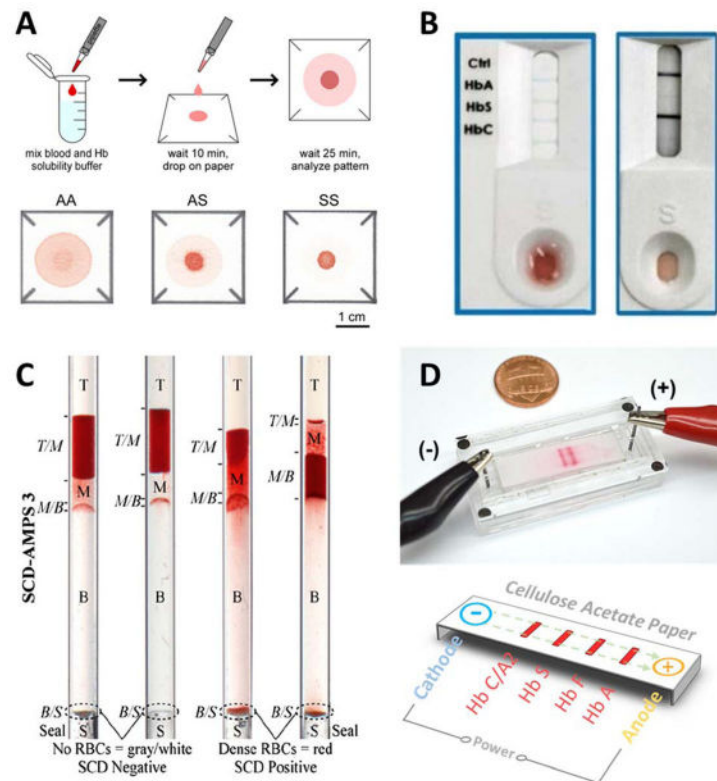 A
mix blood and Hb
solubility buffer
wait 10 min,
drop on paper
wait 25 min,
analyze pattern
AA
AS
SS
1 cm
B
Ctrl
HbA
HbS
HbC
S
S
C
SCD-AMPS 3
T
T
T
T
T/M
T/M
T/M
M
M
M
M
M/B
M/B
M/B
M/B
B
B
B
B
B/S
B/S
B/S
B/S
Seal
S
S
S
S
Seal
No RBCs = gray/white
SCD Negative
Dense RBCs = red
SCD Positive
D
(-)
(+)
Cellulose Acetate Paper
-
+
Cathode
Hb C/A2
Hb S
Hb F
Hb A
Anode
Power